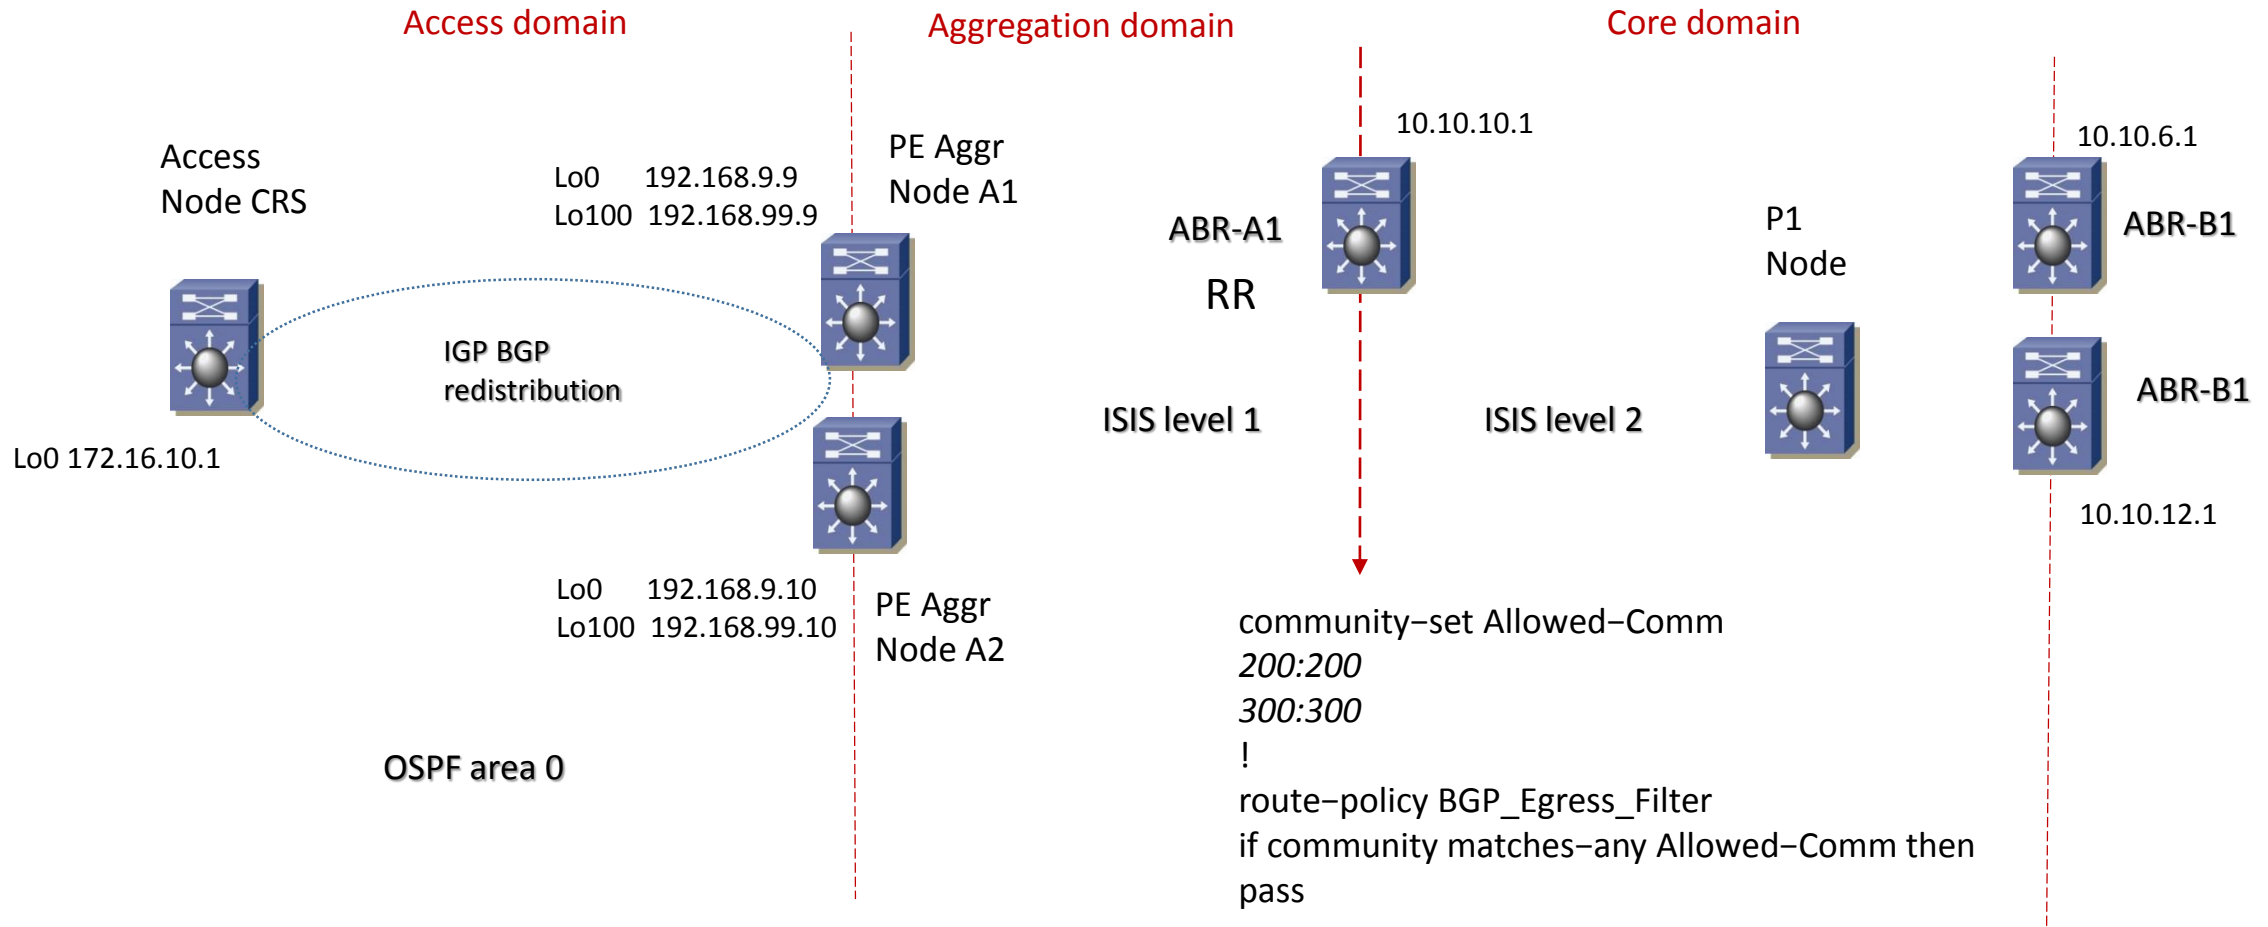 Access domain
Aggregation domain
Core domain
Access
Node CRS
Lo0 192.168.9.9
Lo100 192.168.99.9
PE Aggr
Node A1
10.10.10.1
10.10.6.1
ABR-A1
RR
P1
Node
ABR-B1
IGP BGP
redistribution
ISIS level 1
ISIS level 2
ABR-B1
Lo0 172.16.10.1
10.10.12.1
Lo0 192.168.9.10
Lo100 192.168.99.10
PE Aggr
Node A2
OSPF area 0
community−set Allowed−Comm
200:200
300:300
!
route−policy BGP_Egress_Filter
if community matches−any Allowed−Comm then
pass